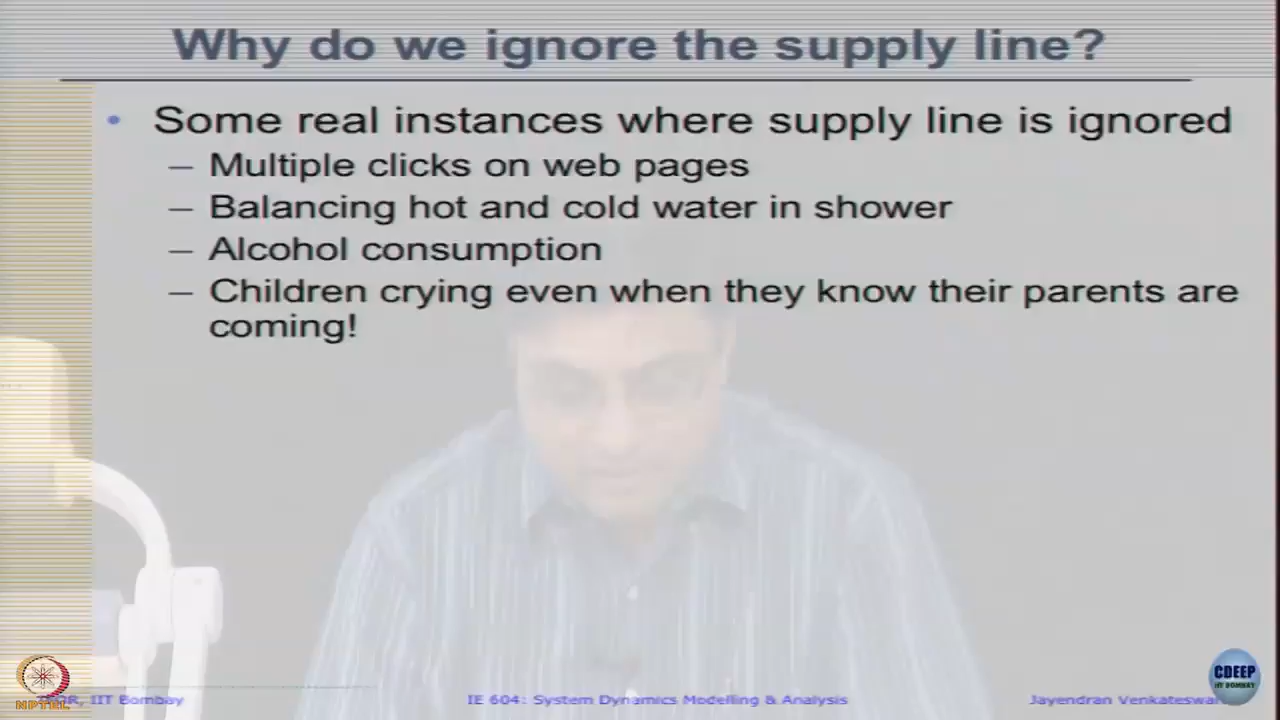 Why do we ignore the supply line?
• Some real instances where supply line is ignored
– Multiple clicks on web pages
– Balancing hot and cold water in shower
– Alcohol consumption
– Children crying even when they know their parents are
coming!
IIT Bombay
IE 604: System Dynamics Modelling & Analysis
Jayendran
NPTEL
CDEEP
IIT BOMBAY